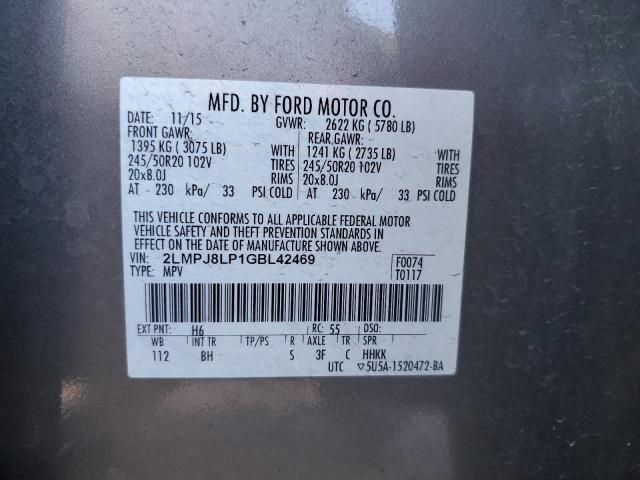 MFD. BY FORD MOTOR CO.
DATE: 11/15 GVWR: 2622 KG ( 5780 LB)
FRONT GAWR: REAR GAWR:
1395 KG ( 3075 LB) WITH 1241 KG ( 2735 LB) WITH
245/50R20 102V TIRES 245/50R20 102V TIRES
20x8.0J RIMS 20x8.0J RIMS
AT 230 kPa/ 33 PSI COLD AT 230 kPa/ 33 PSI COLD
THIS VEHICLE CONFORMS TO ALL APPLICABLE FEDERAL MOTOR
VEHICLE SAFETY AND THEFT PREVENTION STANDARDS IN
EFFECT ON THE DATE OF MANUFACTURE SHOWN ABOVE.
VIN: 2LMPJ8LP1GBL42469 F0074
TYPE: MPV T0117
EXT PNT: H6 RC: 55 DSO:
WB INT TR TP/PS R AXLE TR SPR
112 BH S 3F C HHKK
UTC ▽5U5A-1520472-BA